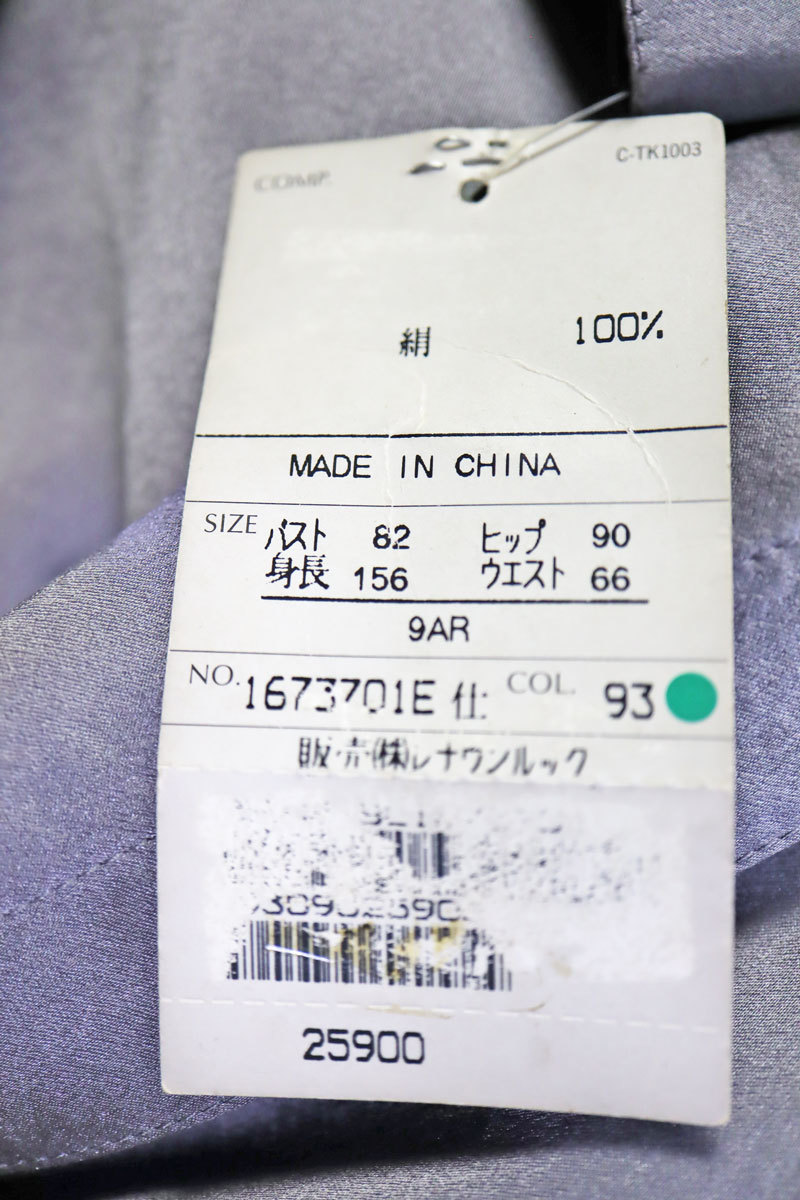 C-TK1003
COMP.
絹 100%
MADE IN CHINA
SIZE バスト 82 ヒップ 90
身長 156 ウエスト 66
9AR
NO. 1673701E 仕 COL. 93
販売(株)レナウンルック
25900